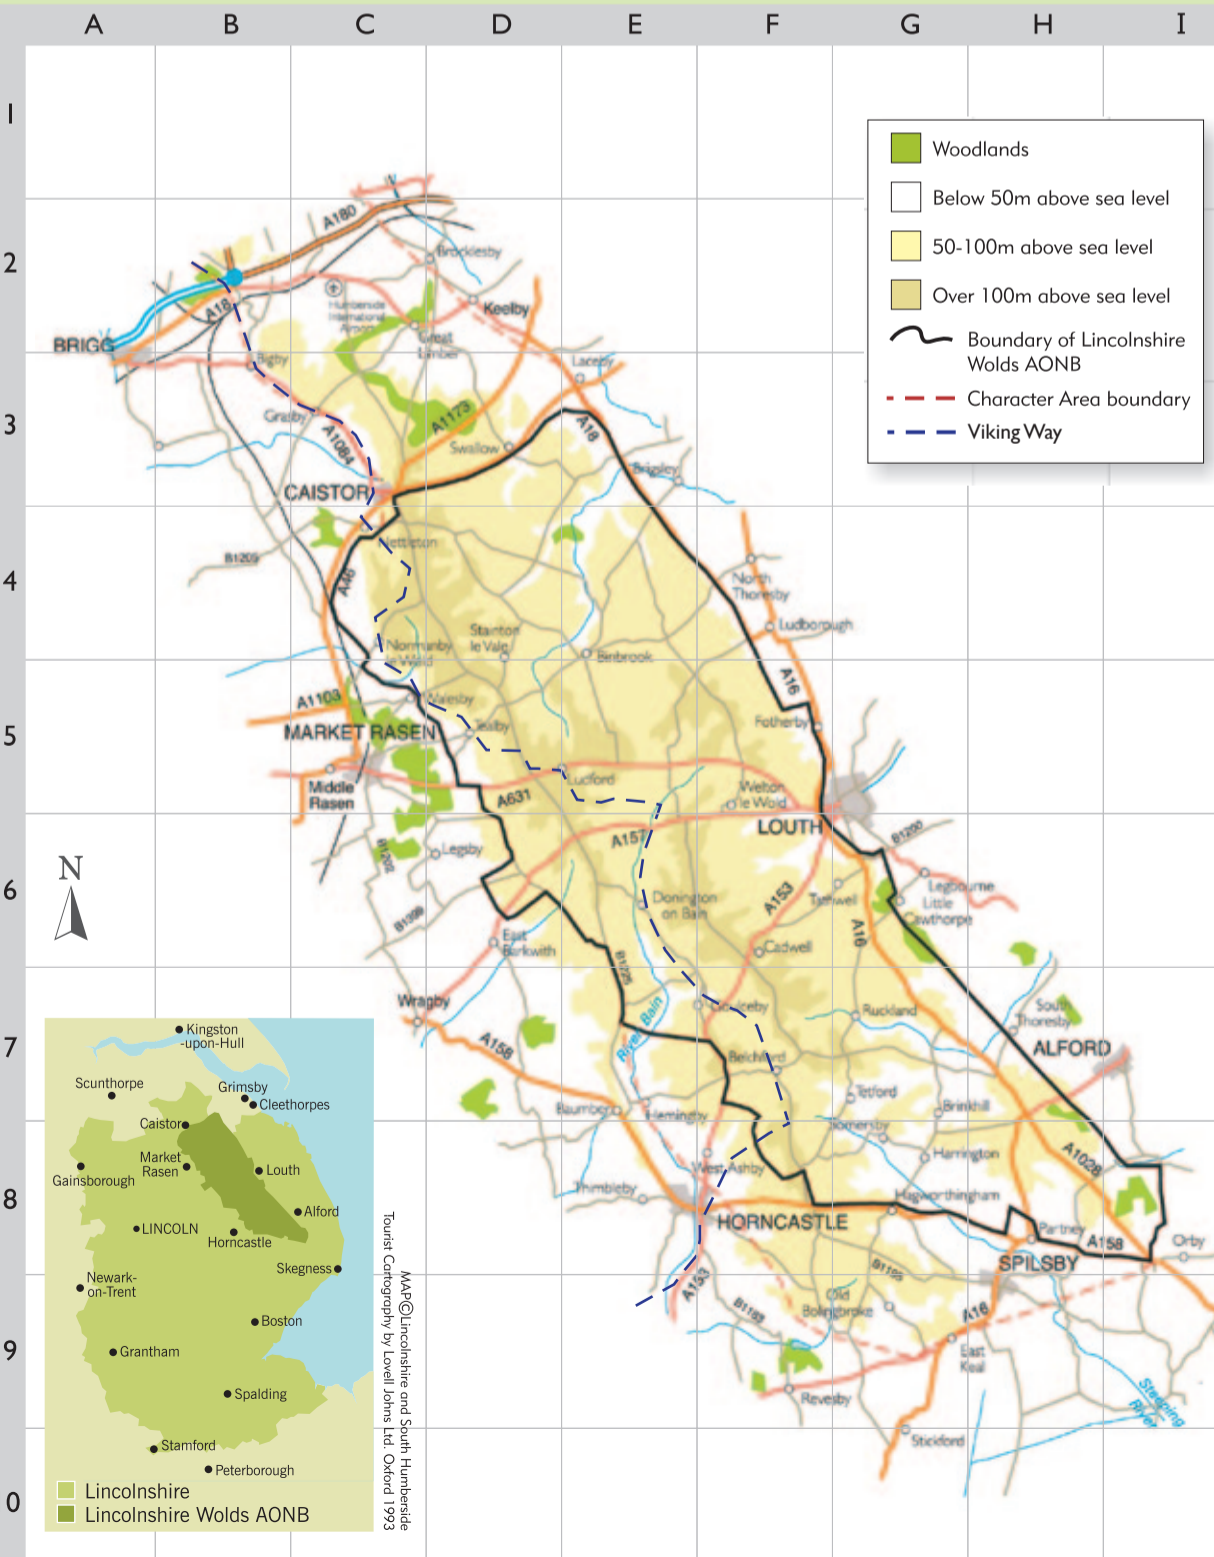 A B C D E F G H I
1
2
3
4
5
6
7
8
9
0
Woodlands
Below 50m above sea level
50-100m above sea level
Over 100m above sea level
Boundary of Lincolnshire
Wolds AONB
Character Area boundary
Viking Way
A180
Brocklesby
A18
Humberside
International
Airport
Keelby
BRIGG
Great
Limber
Bigby
Laceby
Grasby
A1173
A18
A1084
Swallow
Brigsley
CAISTOR
Nettleton
B1205
A46
North
Thoresby
Ludborough
Stainton
le Vale
Normanby
le Wold
Binbrook
A16
A1103
Walesby
Fotherby
MARKET RASEN
Tealby
Ludford
Middle
Rasen
A631
Welton
le Wold
LOUTH
A157
B1200
B1202
Legsby
Legbourne
Little
Cawthorpe
N
Donington
on Bain
A153
Tathwell
A16
B1399
East
Barkwith
Cadwell
B1225
Wragby
Goulceby
Ruckland
South
Thoresby
River Bain
ALFORD
A158
Belchford
Tetford
Brinkhill
Baumber
Hemingby
Somersby
A1028
West Ashby
Harrington
Thimbleby
Hagworthingham
HORNCASTLE
Partney
A158
Orby
SPILSBY
B1195
A153
B1183
Old
Bolingbroke
A16
East
Keal
Revesby
Steeping
River
Stickford
Kingston
-upon-Hull
Scunthorpe
Grimsby
Cleethorpes
Caistor
Market
Rasen
Louth
Gainsborough
LINCOLN
Alford
Horncastle
Skegness
Newark-
on-Trent
Boston
Grantham
Spalding
Stamford
Peterborough
Lincolnshire
Lincolnshire Wolds AONB
MAP©Lincolnshire and South Humberside
Tourist Cartography by Lovell Johns Ltd. Oxford 1993